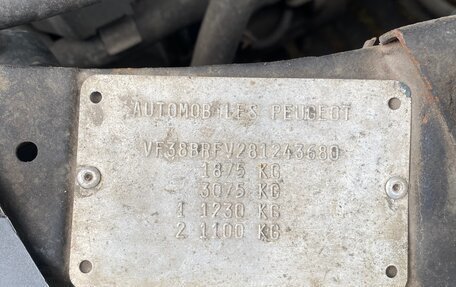 AUTOMOBILES PEUGEOT
VF38BRFV281243680
1875 KG
3075 KG
1 1230 KG
2 1100 KG